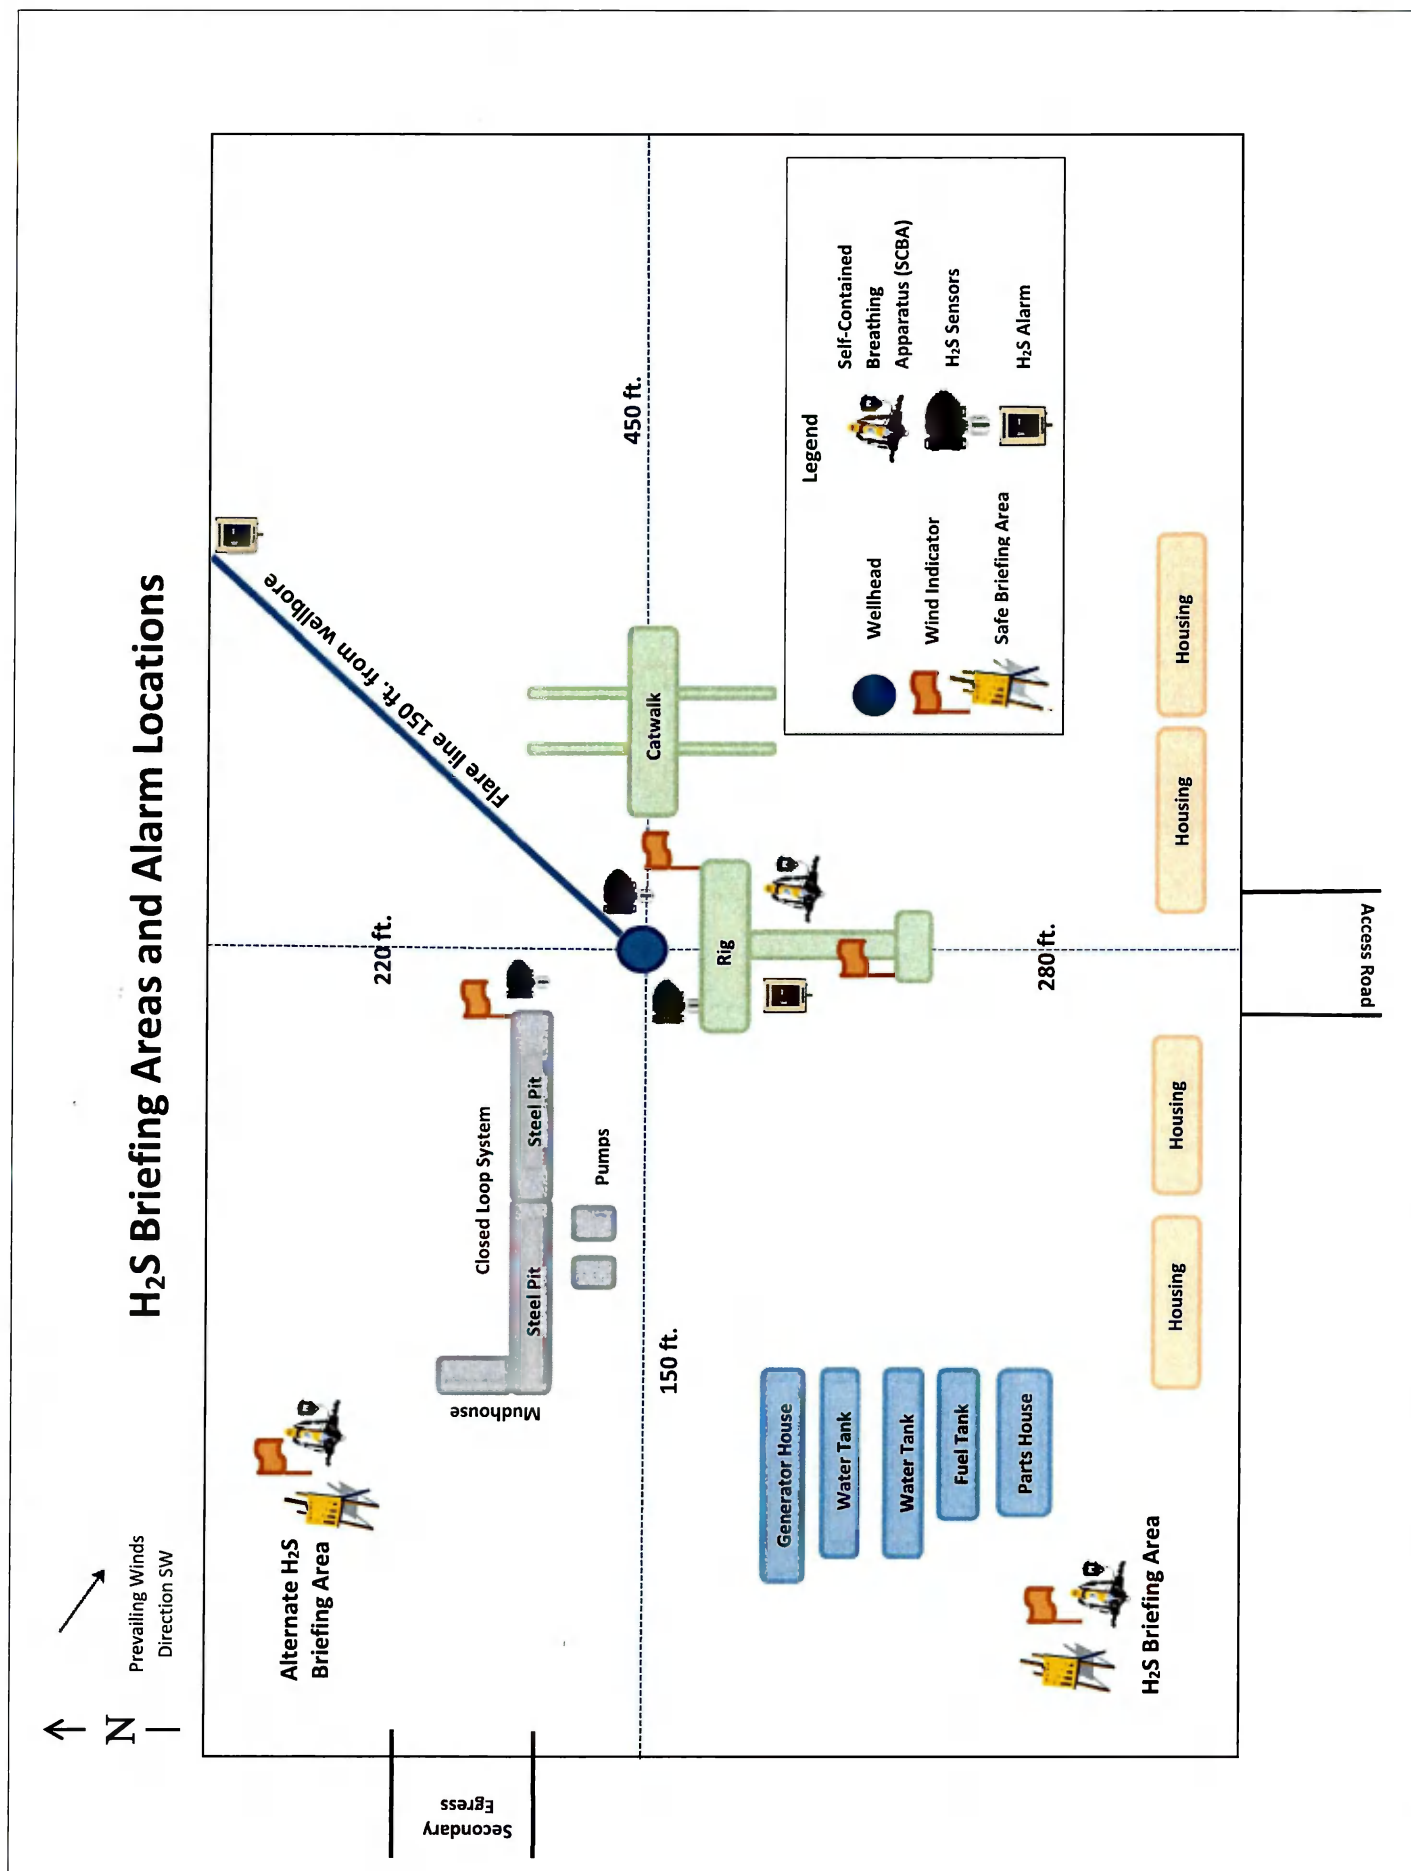 H₂S Briefing Areas and Alarm Locations
N
Prevailing Winds
Direction SW
Secondary
Egress
Alternate H₂S
Briefing Area
Mudhouse
Closed Loop System
Steel Pit
Steel Pit
Pumps
220 ft.
Flare line 150 ft. from wellbore
150 ft.
450 ft.
Rig
Catwalk
280 ft.
Generator House
Water Tank
Water Tank
Fuel Tank
Parts House
H₂S Briefing Area
Housing
Housing
Housing
Housing
Access Road
Legend
Wellhead
Wind Indicator
Safe Briefing Area
Self-Contained
Breathing
Apparatus (SCBA)
H₂S Sensors
H₂S Alarm